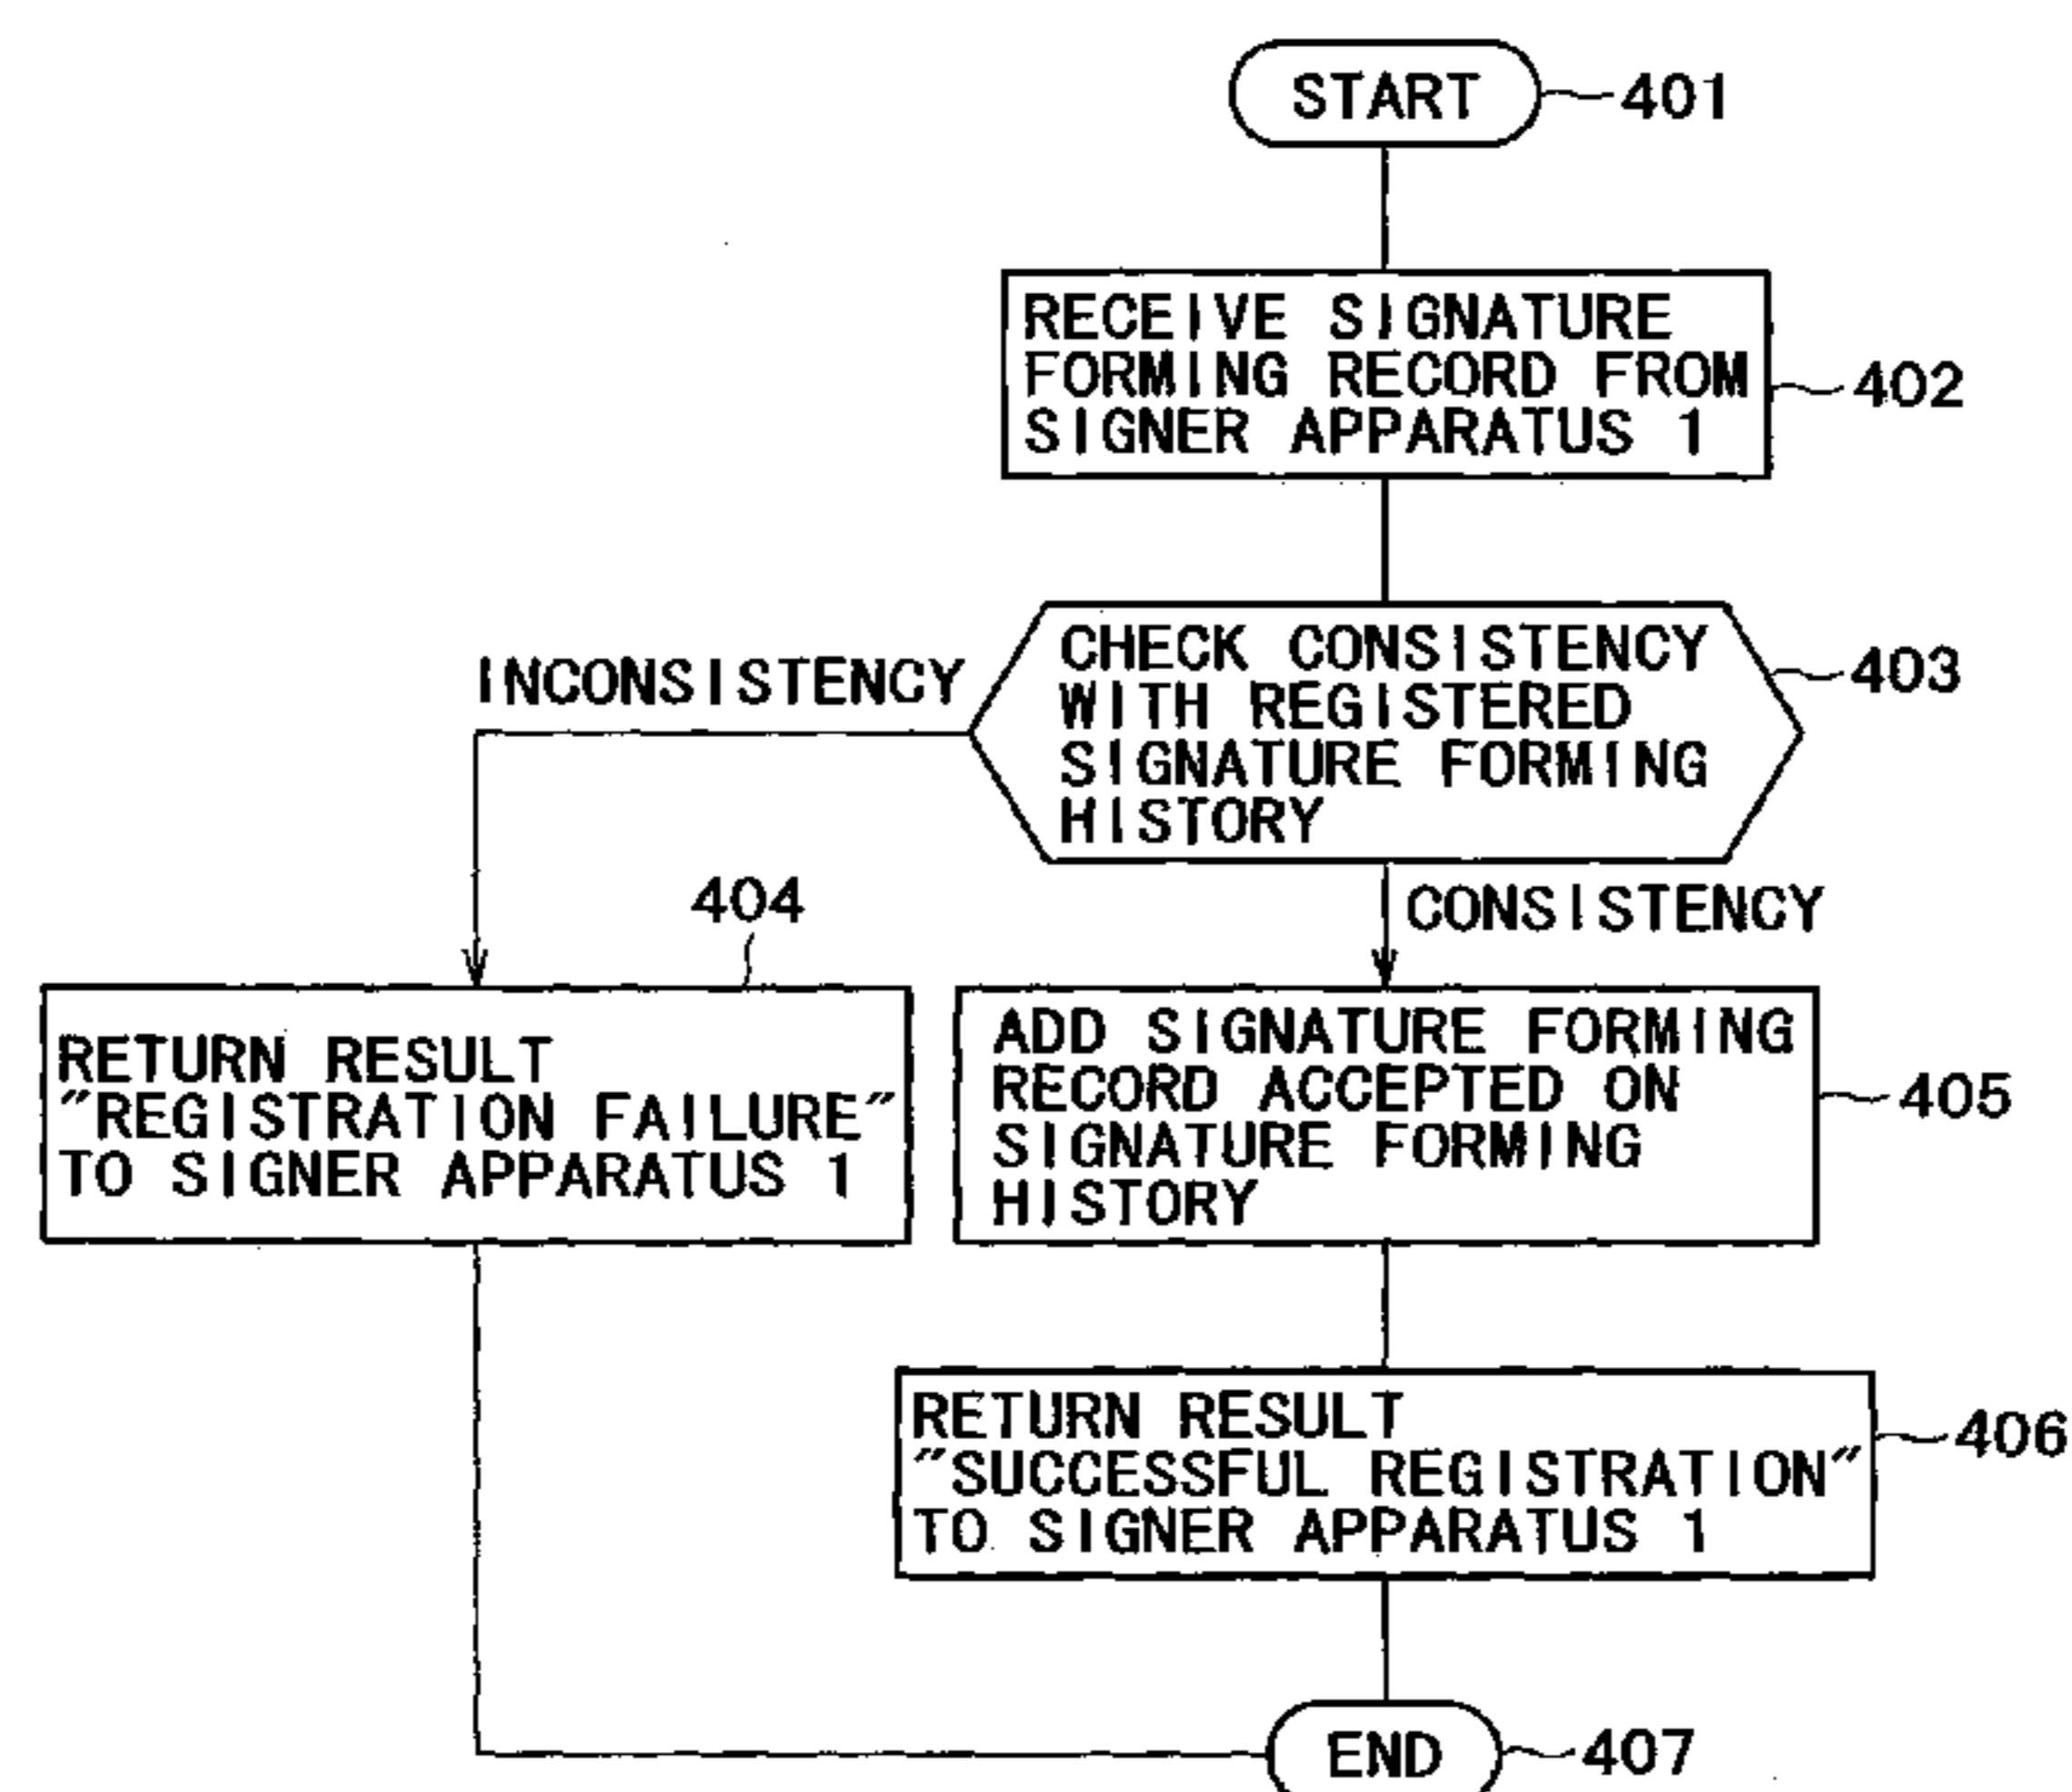 START
401
RECEIVE SIGNATURE
FORMING RECORD FROM
SIGNER APPARATUS 1
402
CHECK CONSISTENCY
WITH REGISTERED
SIGNATURE FORMING
HISTORY
403
INCONSISTENCY
CONSISTENCY
404
RETURN RESULT
"REGISTRATION FAILURE"
TO SIGNER APPARATUS 1
ADD SIGNATURE FORMING
RECORD ACCEPTED ON
SIGNATURE FORMING
HISTORY
405
RETURN RESULT
"SUCCESSFUL REGISTRATION"
TO SIGNER APPARATUS 1
406
END
407